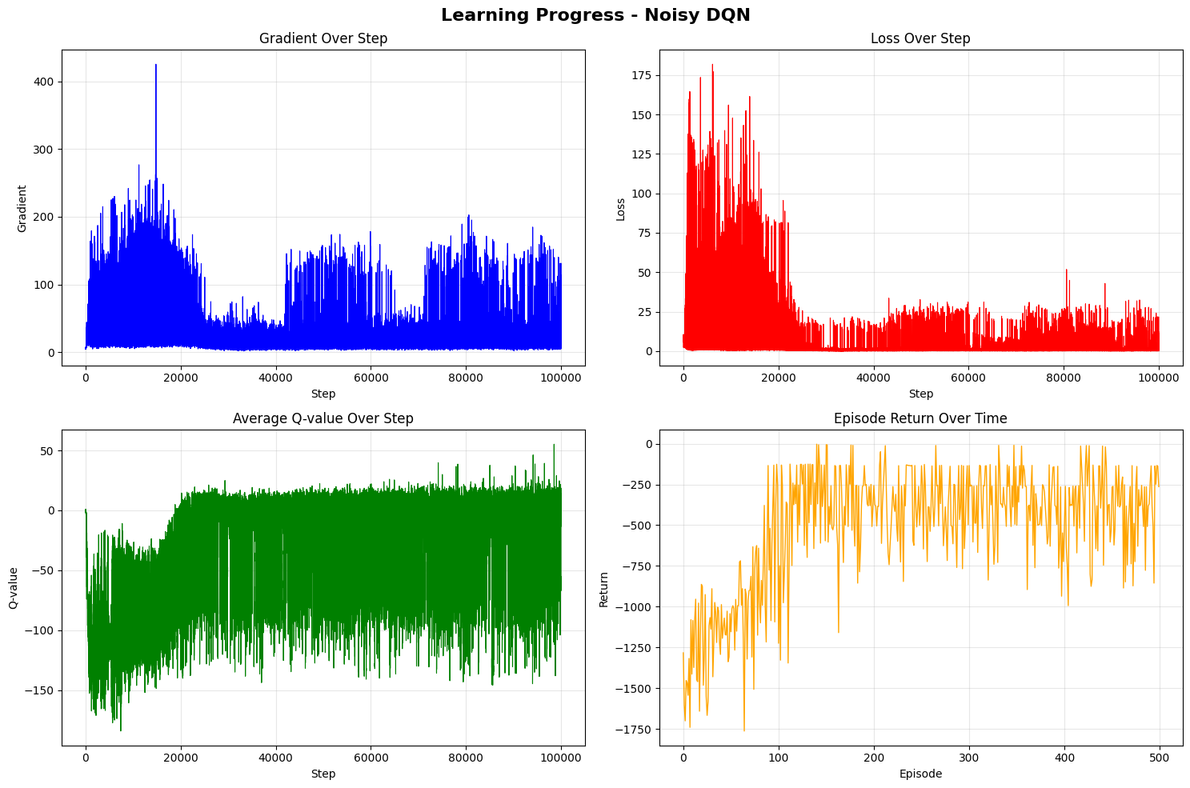 Learning Progress - Noisy DQN
Gradient Over Step
400
300
200
100
0
Gradient
0 20000 40000 60000 80000 100000
Step
Loss Over Step
175
150
125
100
75
50
25
0
Loss
0 20000 40000 60000 80000 100000
Step
Average Q-value Over Step
50
0
−50
−100
−150
Q-value
0 20000 40000 60000 80000 100000
Step
Episode Return Over Time
0
−250
−500
−750
−1000
−1250
−1500
−1750
Return
0 100 200 300 400 500
Episode